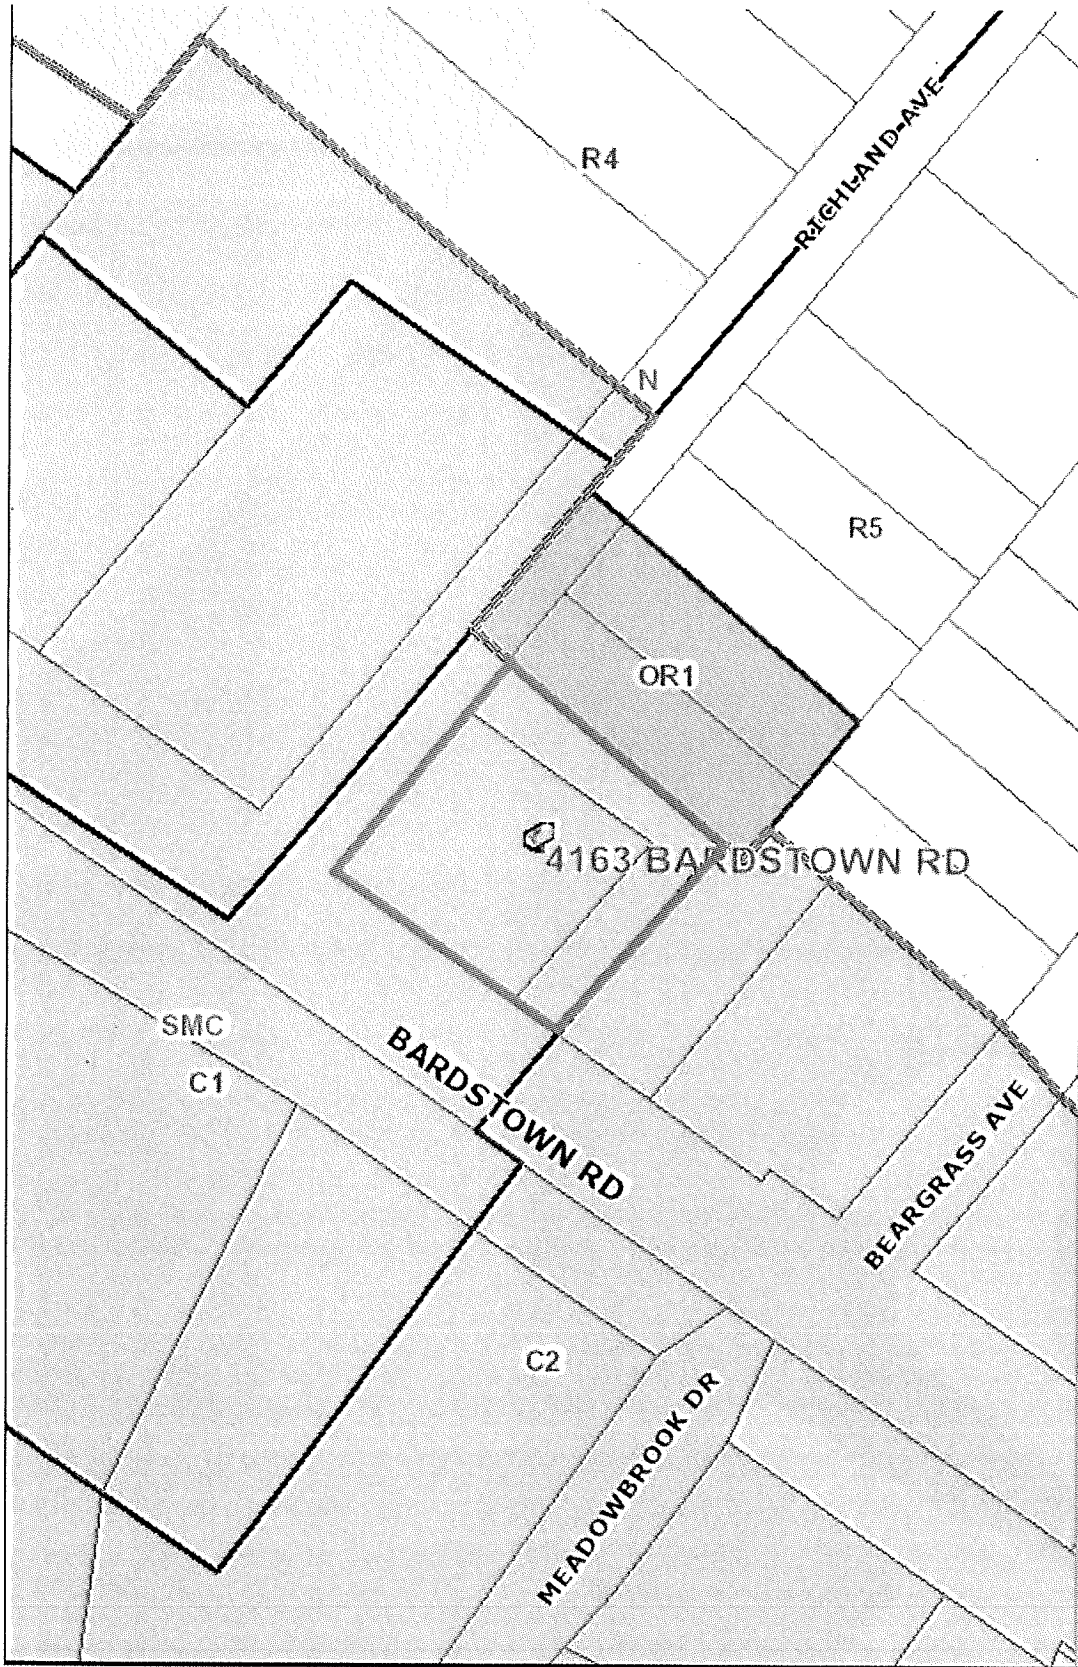 R4
RICHLAND AVE
N
R5
OR1
4163 BARDSTOWN RD
SMC
C1
BARDSTOWN RD
BEARGRASS AVE
C2
MEADOWBROOK DR